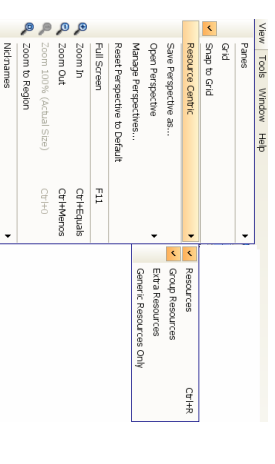 View Tools Window Help
Panes
Grid
Snap to Grid
Resource Centric
Save Perspective as...
Open Perspective
Manage Perspectives...
Reset Perspective to Default
Full Screen F11
Zoom In Ctrl+Equals
Zoom Out Ctrl+Menos
Zoom 100% (Actual Size) Ctrl+0
Zoom to Region
Nicknames
Resources Ctrl+R
Group Resources
Extra Resources
Generic Resources Only